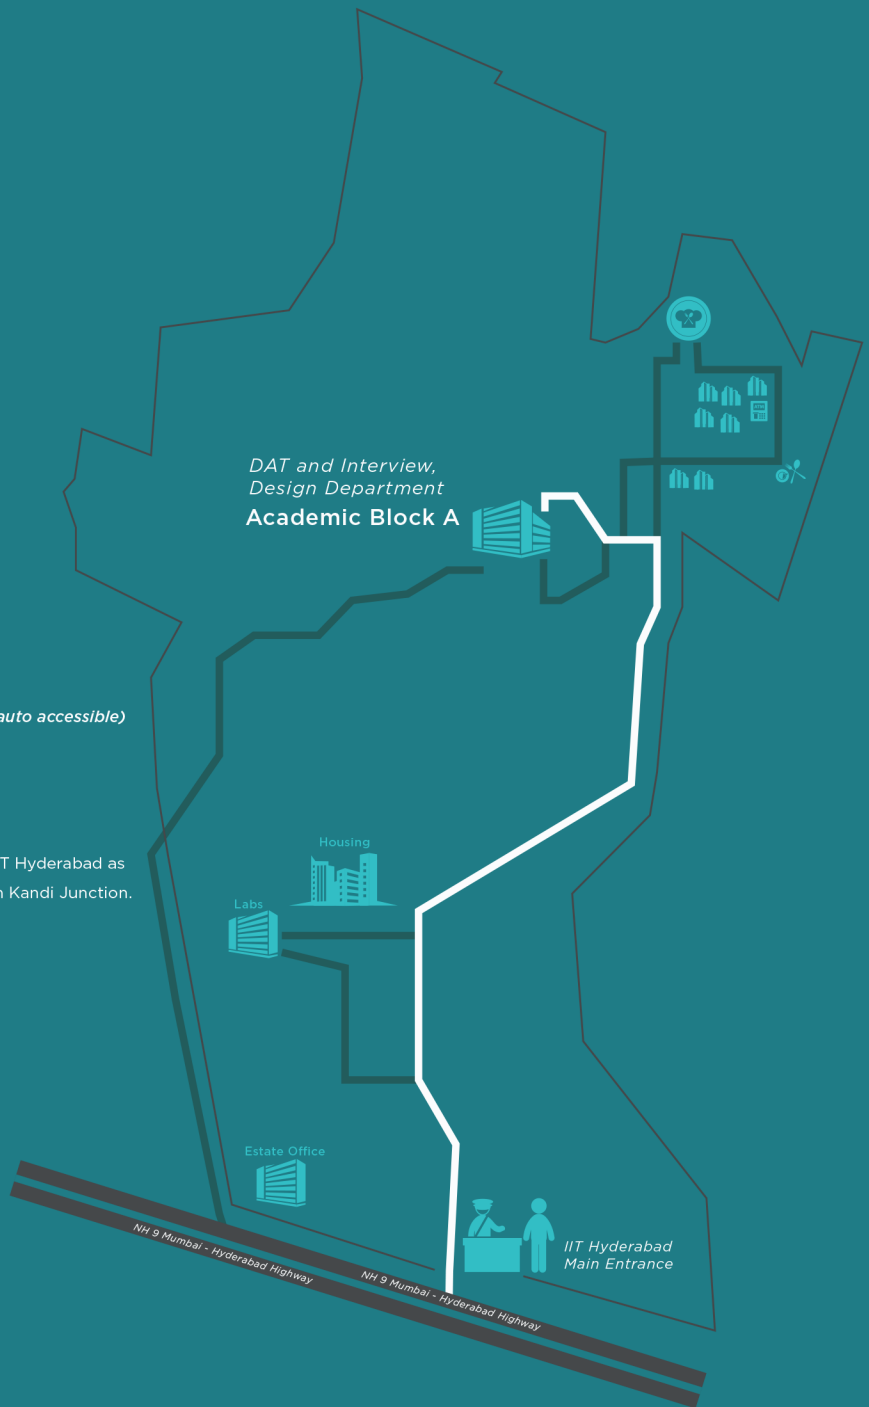 DAT and Interview,
Design Department
Academic Block A
auto accessible)
Housing
T Hyderabad as
Kandi Junction.
Labs
Estate Office
IIT Hyderabad
Main Entrance
NH 9 Mumbai - Hyderabad Highway
NH 9 Mumbai - Hyderabad Highway